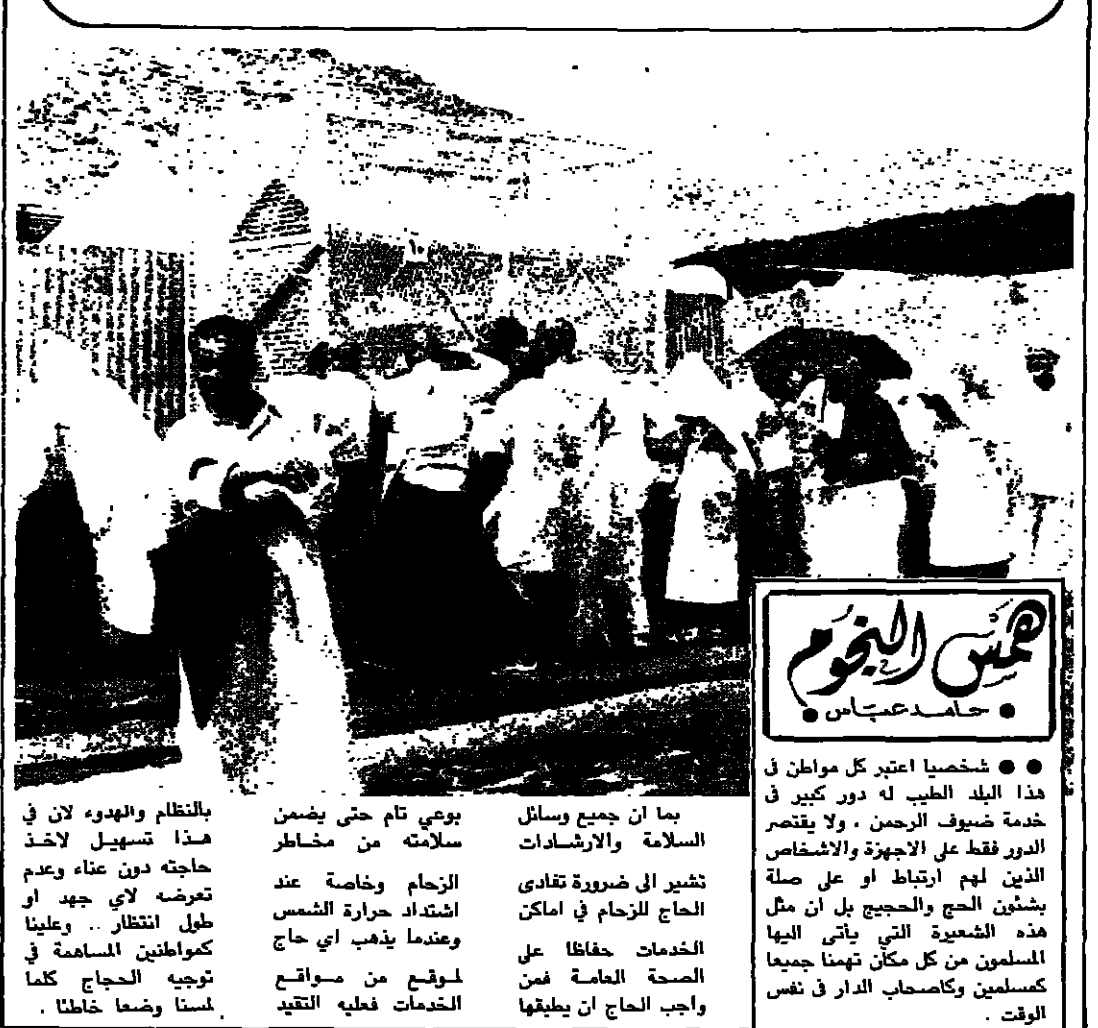 ١٠
همس النجوم
● حامد عباس ●
● ● شخصيا اعتبر كل مواطن فى
هذا البلد الطيب له دور كبير فى
خدمة ضيوف الرحمن . ولا يقتصر
الدور فقط على الاجهزة والاشخاص
الذين لهم ارتباط او على صلة
بشئون الحج والحجيج بل ان مثل
هذه الشعيرة التي يأتى اليها
المسلمون من كل مكان تهمنا جميعا
كمسلمين وكاصحاب الدار فى نفس
الوقت .
بما ان جميع وسائل
السلامة والارشادات
تشير الى ضرورة تفادى
الحاج للزحام في اماكن
الخدمات حفاظا على
الصحة العامة فمن
واجب الحاج ان يطبقها
بوعي تام حتى يضمن
سلامته من مخاطر
الزحام وخاصة عند
اشتداد حرارة الشمس
وعندما يذهب اي حاج
لموقع من مواقع
الخدمات فعليه التقيد
بالنظام والهدوء لان في
هذا تسهيل لاخذ
حاجته دون عناء وعدم
تعرضه لاي جهد او
طول انتظار .. وعلينا
كمواطنين المساهمة في
توجيه الحجاج كلما
لمسنا وضعا خاطئا .